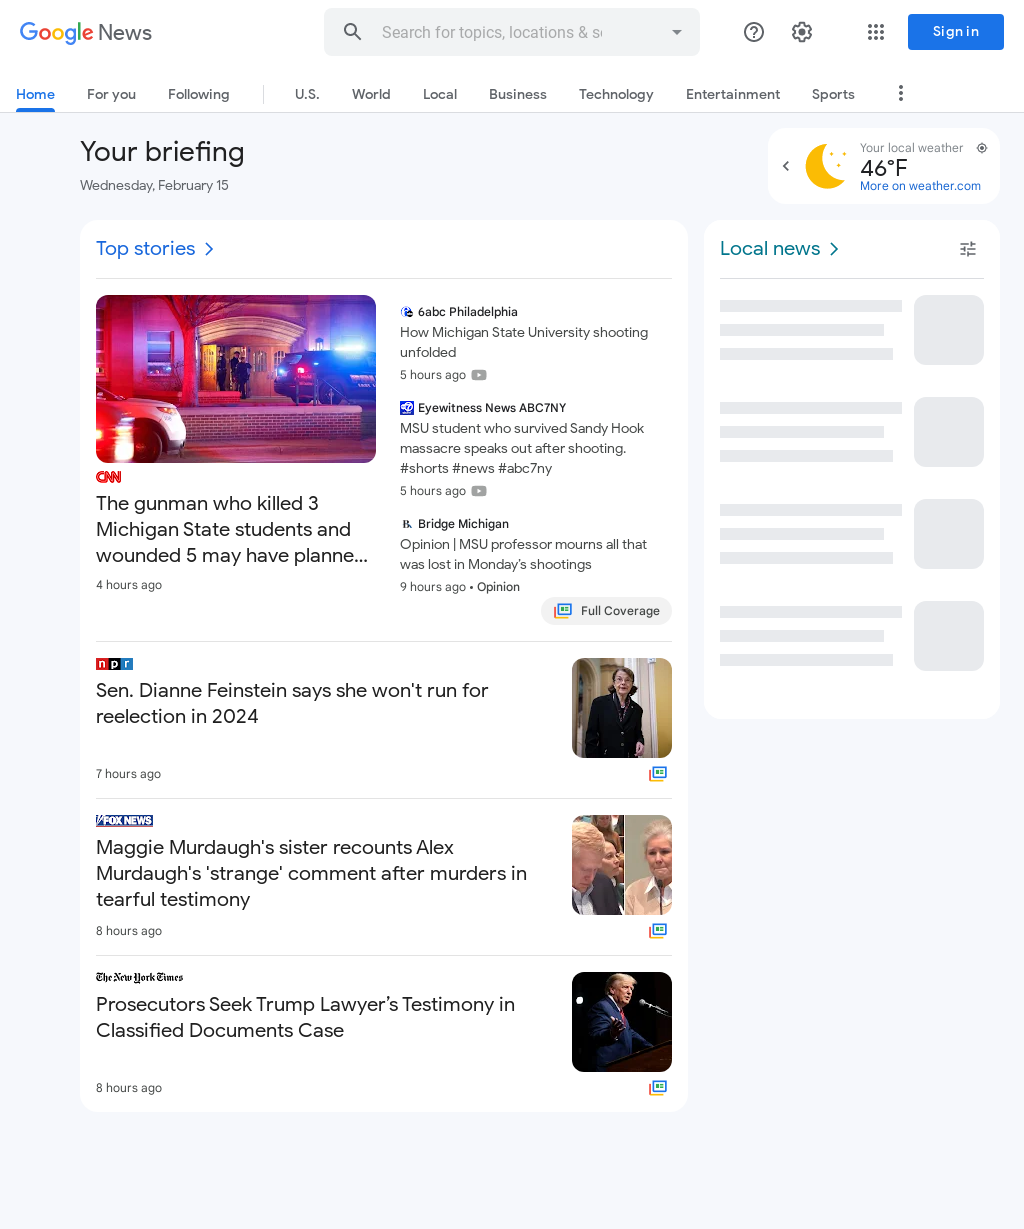 Google News
Search for topics, locations & so
Sign in
Home
For you
Following
U.S.
World
Local
Business
Technology
Entertainment
Sports
Your briefing
Wednesday, February 15
Your local weather
46°F
More on weather.com
Top stories
CNN
The gunman who killed 3
Michigan State students and
wounded 5 may have planne...
4 hours ago
6abc Philadelphia
How Michigan State University shooting
unfolded
5 hours ago
Eyewitness News ABC7NY
MSU student who survived Sandy Hook
massacre speaks out after shooting.
#shorts #news #abc7ny
5 hours ago
Bridge Michigan
Opinion | MSU professor mourns all that
was lost in Monday's shootings
9 hours ago • Opinion
Full Coverage
npr
Sen. Dianne Feinstein says she won't run for
reelection in 2024
7 hours ago
FOX NEWS
Maggie Murdaugh's sister recounts Alex
Murdaugh's 'strange' comment after murders in
tearful testimony
8 hours ago
The New York Times
Prosecutors Seek Trump Lawyer’s Testimony in
Classified Documents Case
8 hours ago
Local news